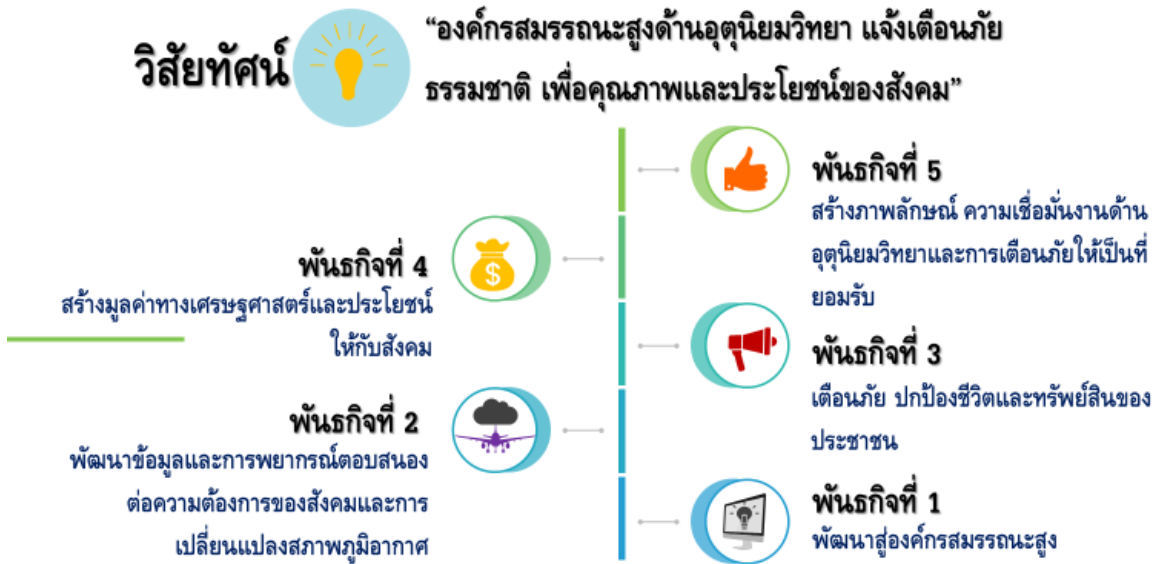 วิสัยทัศน์
“องค์กรสมรรถนะสูงด้านอุตุนิยมวิทยา แจ้งเตือนภัย
ธรรมชาติ เพื่อคุณภาพและประโยชน์ของสังคม”
พันธกิจที่ 5
สร้างภาพลักษณ์ ความเชื่อมั่นงานด้าน
อุตุนิยมวิทยาและการเตือนภัยให้เป็นที่
ยอมรับ
พันธกิจที่ 4
สร้างมูลค่าทางเศรษฐศาสตร์และประโยชน์
ให้กับสังคม
พันธกิจที่ 3
เตือนภัย ปกป้องชีวิตและทรัพย์สินของ
ประชาชน
พันธกิจที่ 2
พัฒนาข้อมูลและการพยากรณ์ตอบสนอง
ต่อความต้องการของสังคมและการ
เปลี่ยนแปลงสภาพภูมิอากาศ
พันธกิจที่ 1
พัฒนาสู่องค์กรสมรรถนะสูง